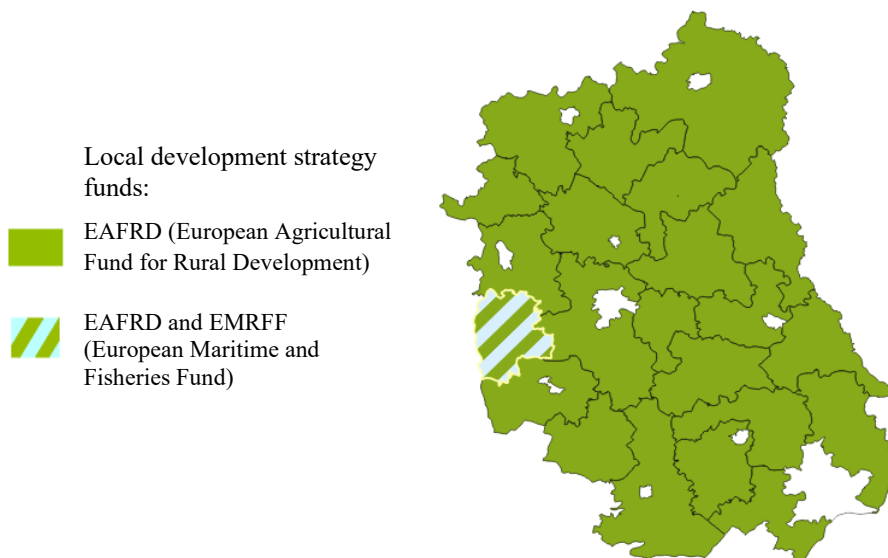 Local development strategy
funds:
EAFRD (European Agricultural
Fund for Rural Development)
EAFRD and EMRFF
(European Maritime and
Fisheries Fund)